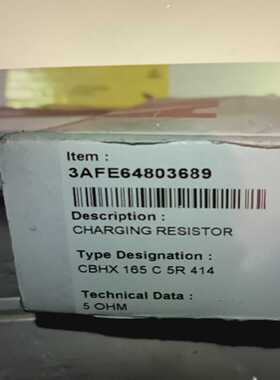 Item :
3AFE64803689
Description :
CHARGING RESISTOR
Type Designation :
CBHX 165 C 5R 414
Technical Data :
5 OHM